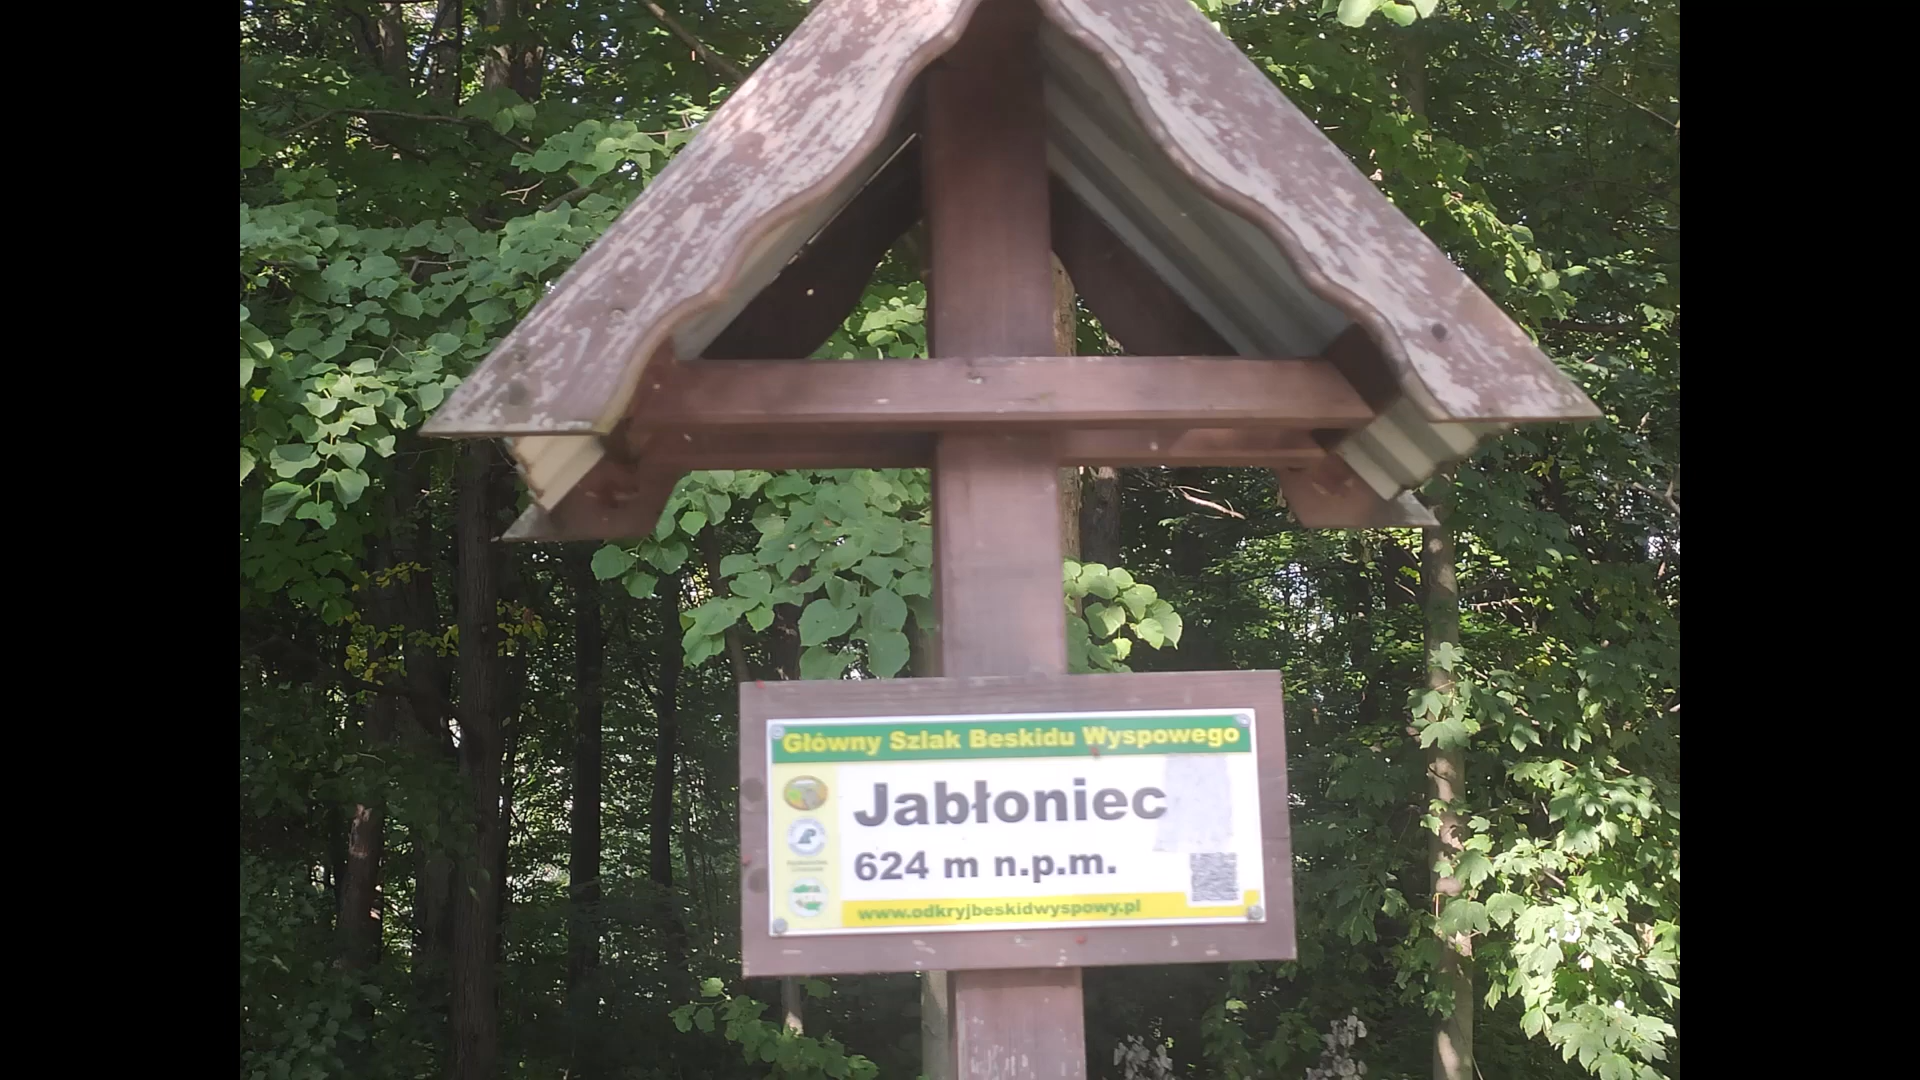 Główny Szlak Beskidu Wyspowego
Jabłoniec
624 m n.p.m.
www.odkryjbeskidwyspowy.pl